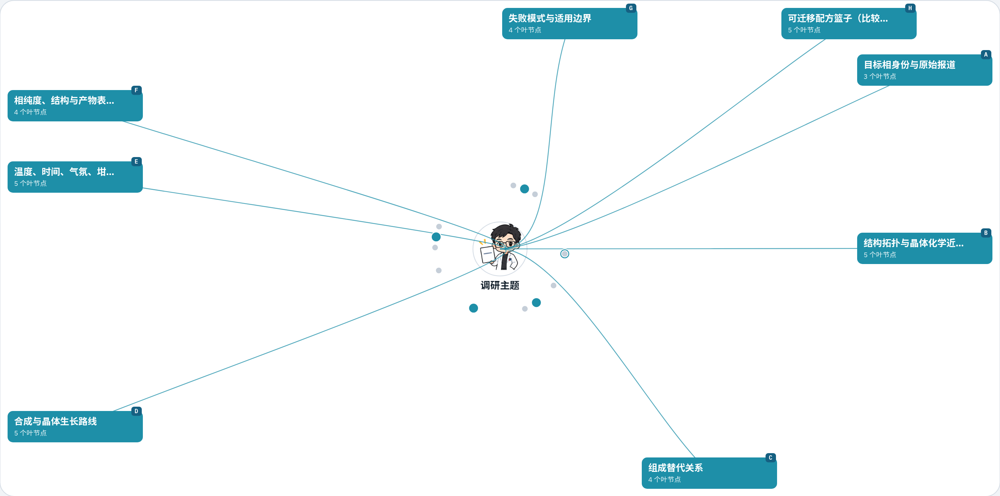 G
失败模式与适用边界
4 个叶节点
H
可迁移配方篮子（比较...
5 个叶节点
A
目标相身份与原始报道
3 个叶节点
F
相纯度、结构与产物表...
4 个叶节点
E
温度、时间、气氛、坩...
5 个叶节点
B
结构拓扑与晶体化学近...
5 个叶节点
调研主题
D
合成与晶体生长路线
5 个叶节点
C
组成替代关系
4 个叶节点